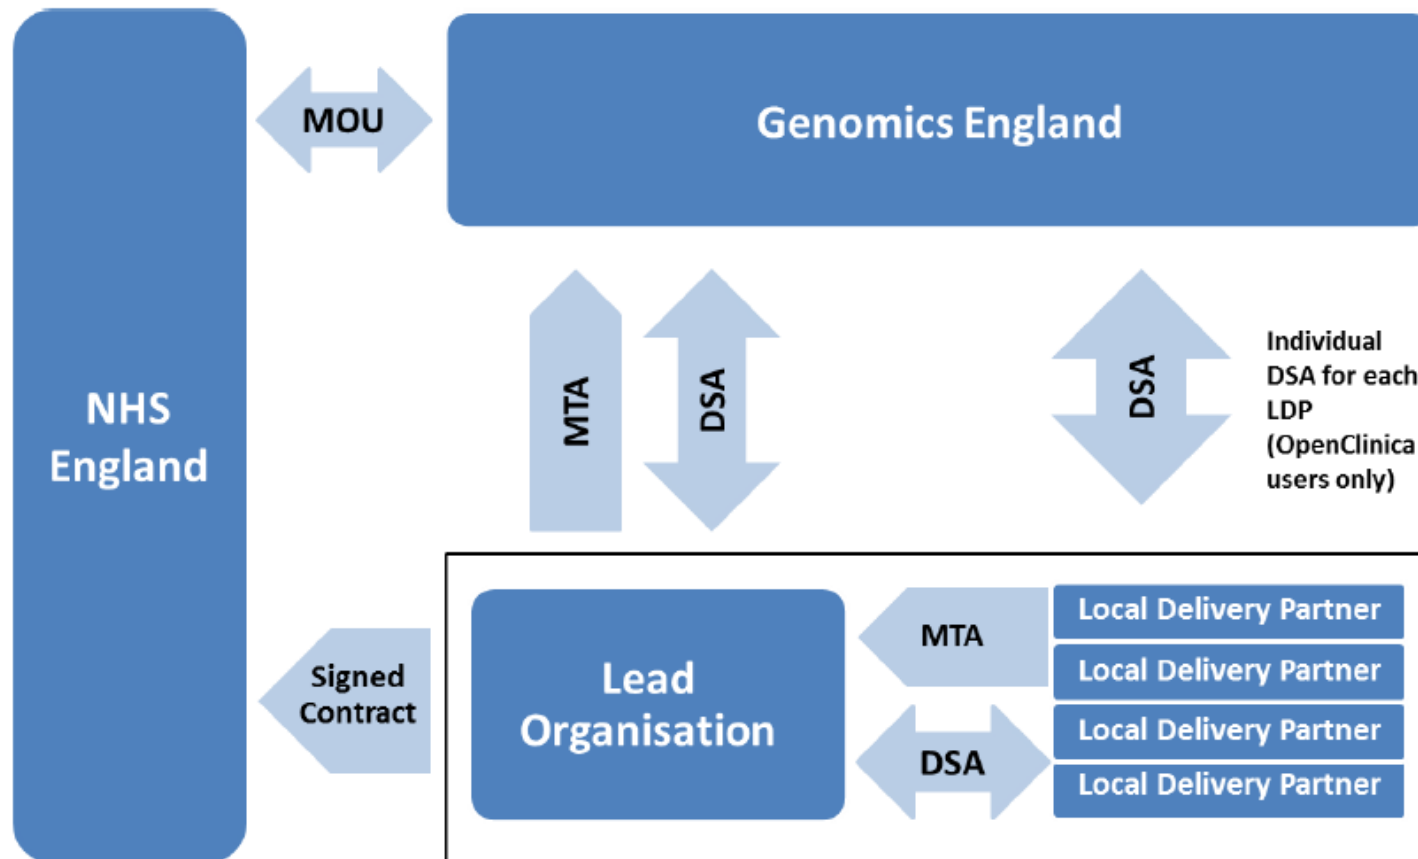 MOU
Genomics England
NHS
England
MTA
DSA
DSA
Individual
DSA for each
LDP
(OpenClinica
users only)
Signed
Contract
Lead
Organisation
MTA
DSA
Local Delivery Partner
Local Delivery Partner
Local Delivery Partner
Local Delivery Partner